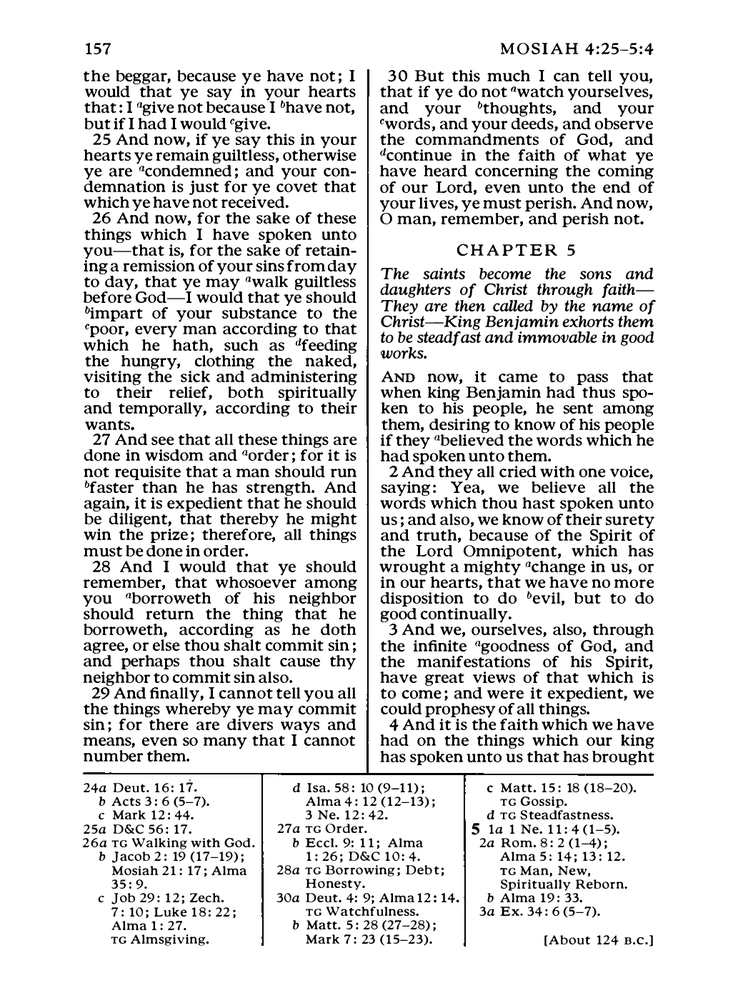 157
MOSIAH 4:25–5:4
the beggar, because ye have not; I
would that ye say in your hearts
that: I agive not because I bhave not,
but if I had I would cgive.
25 And now, if ye say this in your
hearts ye remain guiltless, otherwise
ye are acondemned; and your con-
demnation is just for ye covet that
which ye have not received.
26 And now, for the sake of these
things which I have spoken unto
you—that is, for the sake of retain-
ing a remission of your sins from day
to day, that ye may awalk guiltless
before God—I would that ye should
bimpart of your substance to the
cpoor, every man according to that
which he hath, such as dfeeding
the hungry, clothing the naked,
visiting the sick and administering
to their relief, both spiritually
and temporally, according to their
wants.
27 And see that all these things are
done in wisdom and aorder; for it is
not requisite that a man should run
bfaster than he has strength. And
again, it is expedient that he should
be diligent, that thereby he might
win the prize; therefore, all things
must be done in order.
28 And I would that ye should
remember, that whosoever among
you aborroweth of his neighbor
should return the thing that he
borroweth, according as he doth
agree, or else thou shalt commit sin;
and perhaps thou shalt cause thy
neighbor to commit sin also.
29 And finally, I cannot tell you all
the things whereby ye may commit
sin; for there are divers ways and
means, even so many that I cannot
number them.
30 But this much I can tell you,
that if ye do not awatch yourselves,
and your bthoughts, and your
cwords, and your deeds, and observe
the commandments of God, and
dcontinue in the faith of what ye
have heard concerning the coming
of our Lord, even unto the end of
your lives, ye must perish. And now,
O man, remember, and perish not.
CHAPTER 5
The saints become the sons and
daughters of Christ through faith—
They are then called by the name of
Christ—King Benjamin exhorts them
to be steadfast and immovable in good
works.
AND now, it came to pass that
when king Benjamin had thus spo-
ken to his people, he sent among
them, desiring to know of his people
if they abelieved the words which he
had spoken unto them.
2 And they all cried with one voice,
saying: Yea, we believe all the
words which thou hast spoken unto
us; and also, we know of their surety
and truth, because of the Spirit of
the Lord Omnipotent, which has
wrought a mighty achange in us, or
in our hearts, that we have no more
disposition to do bevil, but to do
good continually.
3 And we, ourselves, also, through
the infinite agoodness of God, and
the manifestations of his Spirit,
have great views of that which is
to come; and were it expedient, we
could prophesy of all things.
4 And it is the faith which we have
had on the things which our king
has spoken unto us that has brought
24a Deut. 16: 17.
b Acts 3: 6 (5–7).
c Mark 12: 44.
25a D&C 56: 17.
26a TG Walking with God.
b Jacob 2: 19 (17–19);
Mosiah 21: 17; Alma
35: 9.
c Job 29: 12; Zech.
7: 10; Luke 18: 22;
Alma 1: 27.
TG Almsgiving.
d Isa. 58: 10 (9–11);
Alma 4: 12 (12–13);
3 Ne. 12: 42.
27a TG Order.
b Eccl. 9: 11; Alma
1: 26; D&C 10: 4.
28a TG Borrowing; Debt;
Honesty.
30a Deut. 4: 9; Alma 12: 14.
TG Watchfulness.
b Matt. 5: 28 (27–28);
Mark 7: 23 (15–23).
c Matt. 15: 18 (18–20).
TG Gossip.
d TG Steadfastness.
5 1a 1 Ne. 11: 4 (1–5).
2a Rom. 8: 2 (1–4);
Alma 5: 14; 13: 12.
TG Man, New,
Spiritually Reborn.
b Alma 19: 33.
3a Ex. 34: 6 (5–7).
[About 124 B.C.]